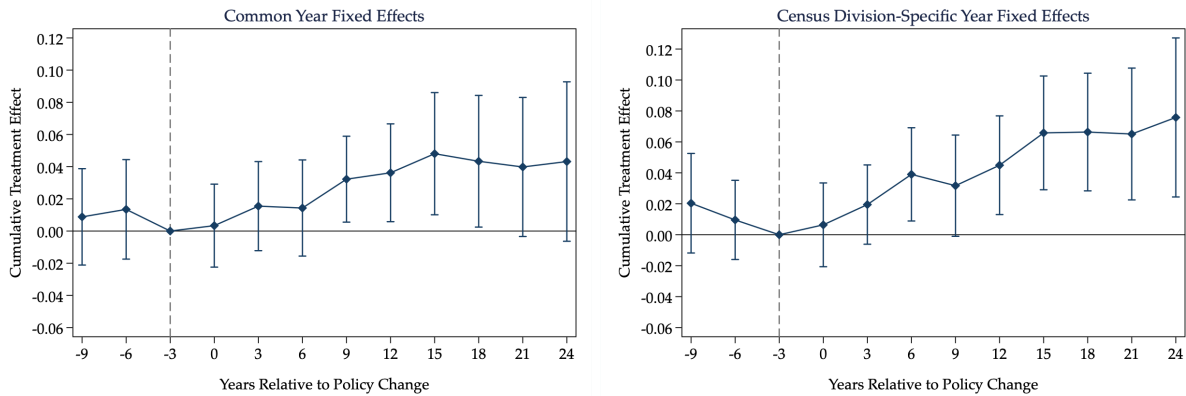 Common Year Fixed Effects
Cumulative Treatment Effect
0.12
0.10
0.08
0.06
0.04
0.02
0.00
-0.02
-0.04
-0.06
-9 -6 -3 0 3 6 9 12 15 18 21 24
Years Relative to Policy Change
Census Division-Specific Year Fixed Effects
Cumulative Treatment Effect
0.12
0.10
0.08
0.06
0.04
0.02
0.00
-0.02
-0.04
-0.06
-9 -6 -3 0 3 6 9 12 15 18 21 24
Years Relative to Policy Change